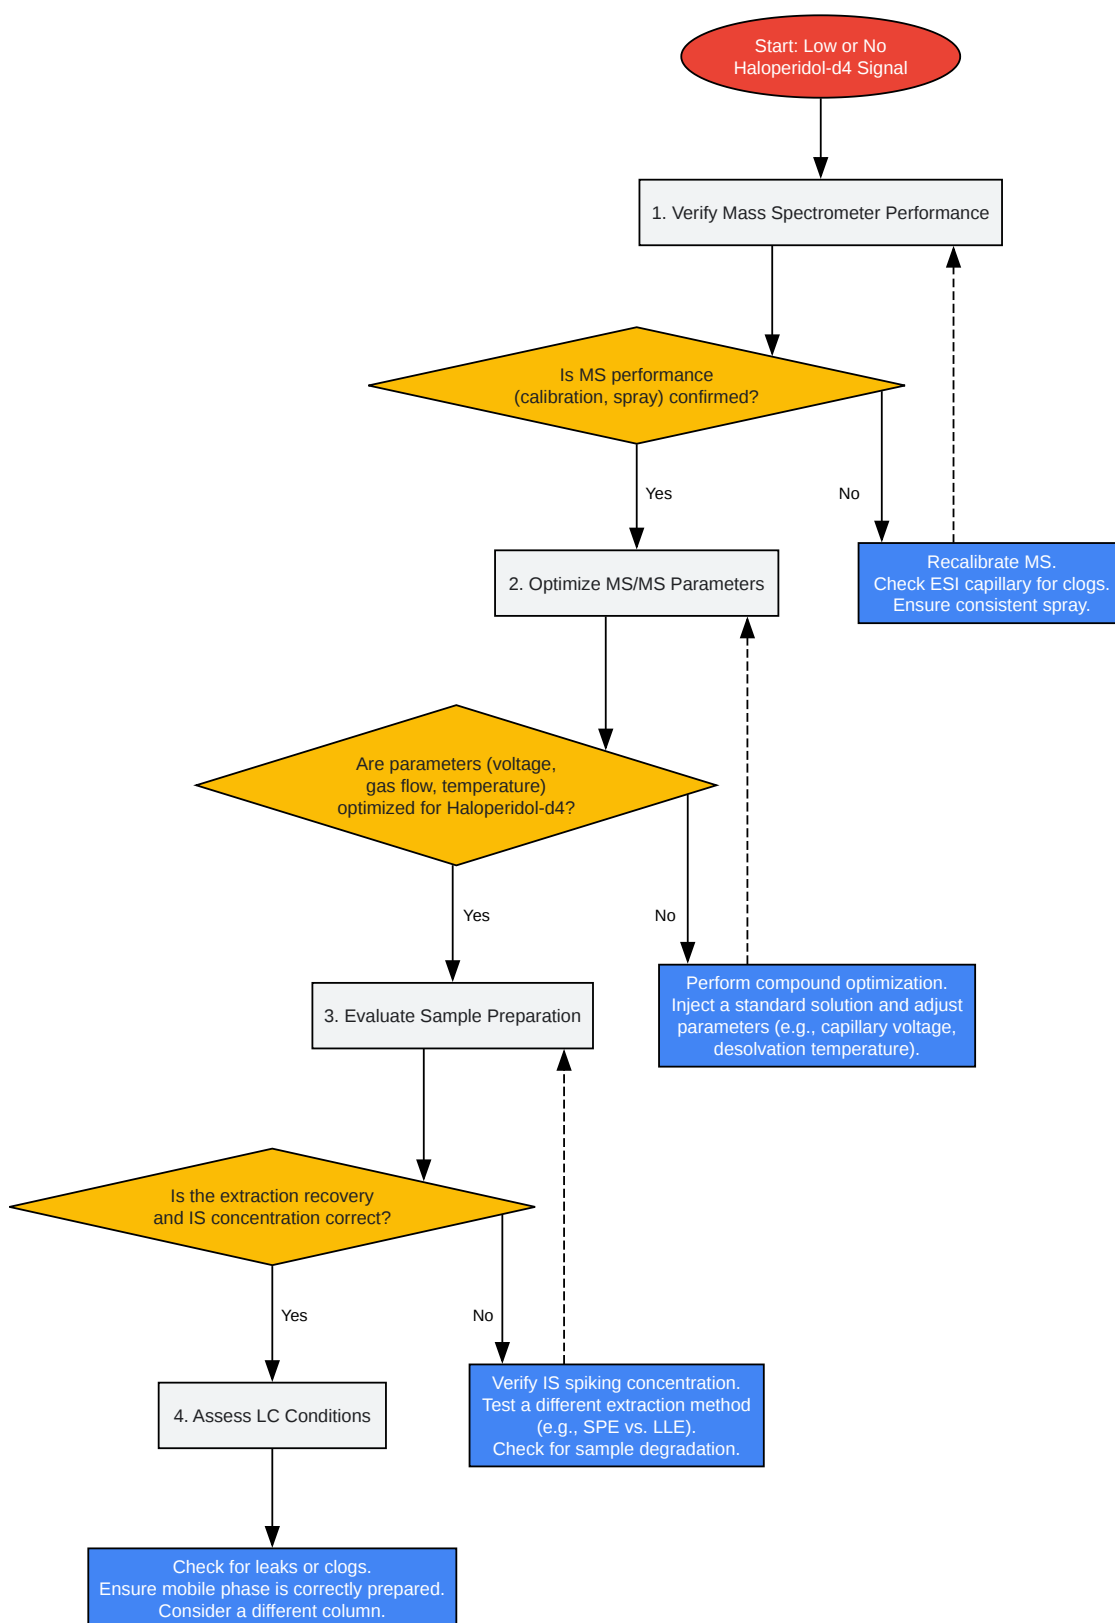 Start: Low or No
Haloperidol-d4 Signal
1. Verify Mass Spectrometer Performance
Is MS performance
(calibration, spray) confirmed?
Yes
No
Recalibrate MS.
Check ESI capillary for clogs.
Ensure consistent spray.
2. Optimize MS/MS Parameters
Are parameters (voltage,
gas flow, temperature)
optimized for Haloperidol-d4?
Yes
No
Perform compound optimization.
Inject a standard solution and adjust
parameters (e.g., capillary voltage,
desolvation temperature).
3. Evaluate Sample Preparation
Is the extraction recovery
and IS concentration correct?
Yes
No
Verify IS spiking concentration.
Test a different extraction method
(e.g., SPE vs. LLE).
Check for sample degradation.
4. Assess LC Conditions
Check for leaks or clogs.
Ensure mobile phase is correctly prepared.
Consider a different column.